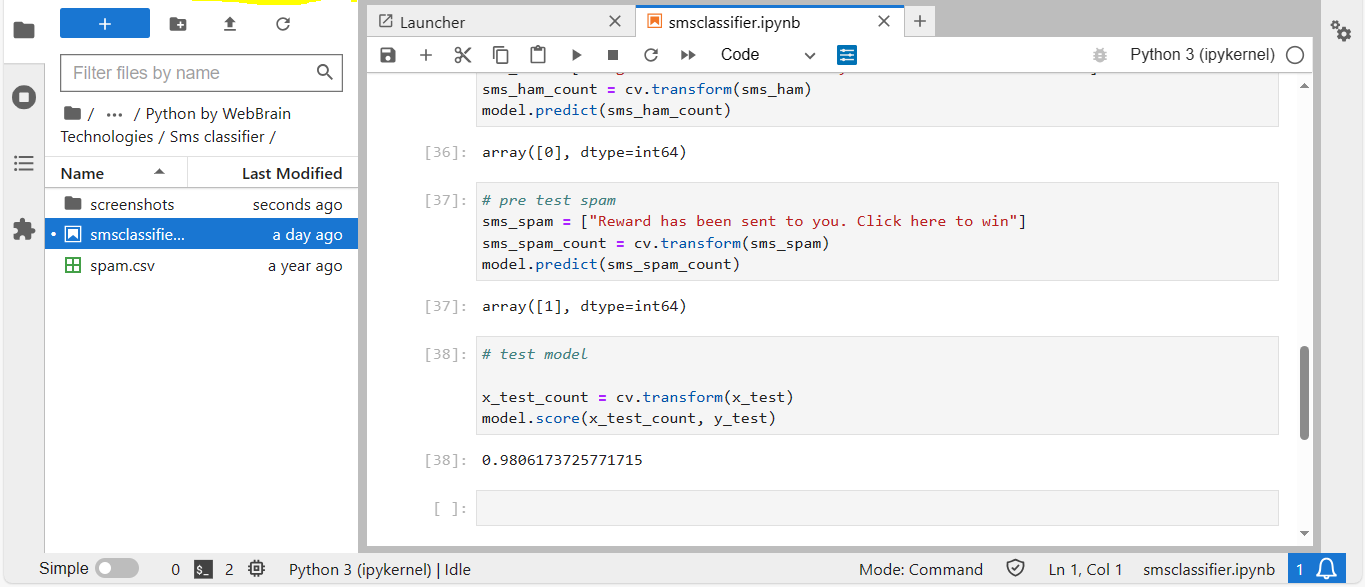 +
Filter files by name
/ ··· / Python by WebBrain
Technologies / Sms classifier /
Name Last Modified
screenshots seconds ago
smsclassifie... a day ago
spam.csv a year ago
Launcher
smsclassifier.ipynb
Code
Python 3 (ipykernel)
sms_ham_count = cv.transform(sms_ham)
model.predict(sms_ham_count)
[36]: array([0], dtype=int64)
[37]: # pre test spam
sms_spam = ["Reward has been sent to you. Click here to win"]
sms_spam_count = cv.transform(sms_spam)
model.predict(sms_spam_count)
[37]: array([1], dtype=int64)
[38]: # test model
x_test_count = cv.transform(x_test)
model.score(x_test_count, y_test)
[38]: 0.9806173725771715
[ ]:
Simple 0 $_ 2 Python 3 (ipykernel) | Idle Mode: Command Ln 1, Col 1 smsclassifier.ipynb 1